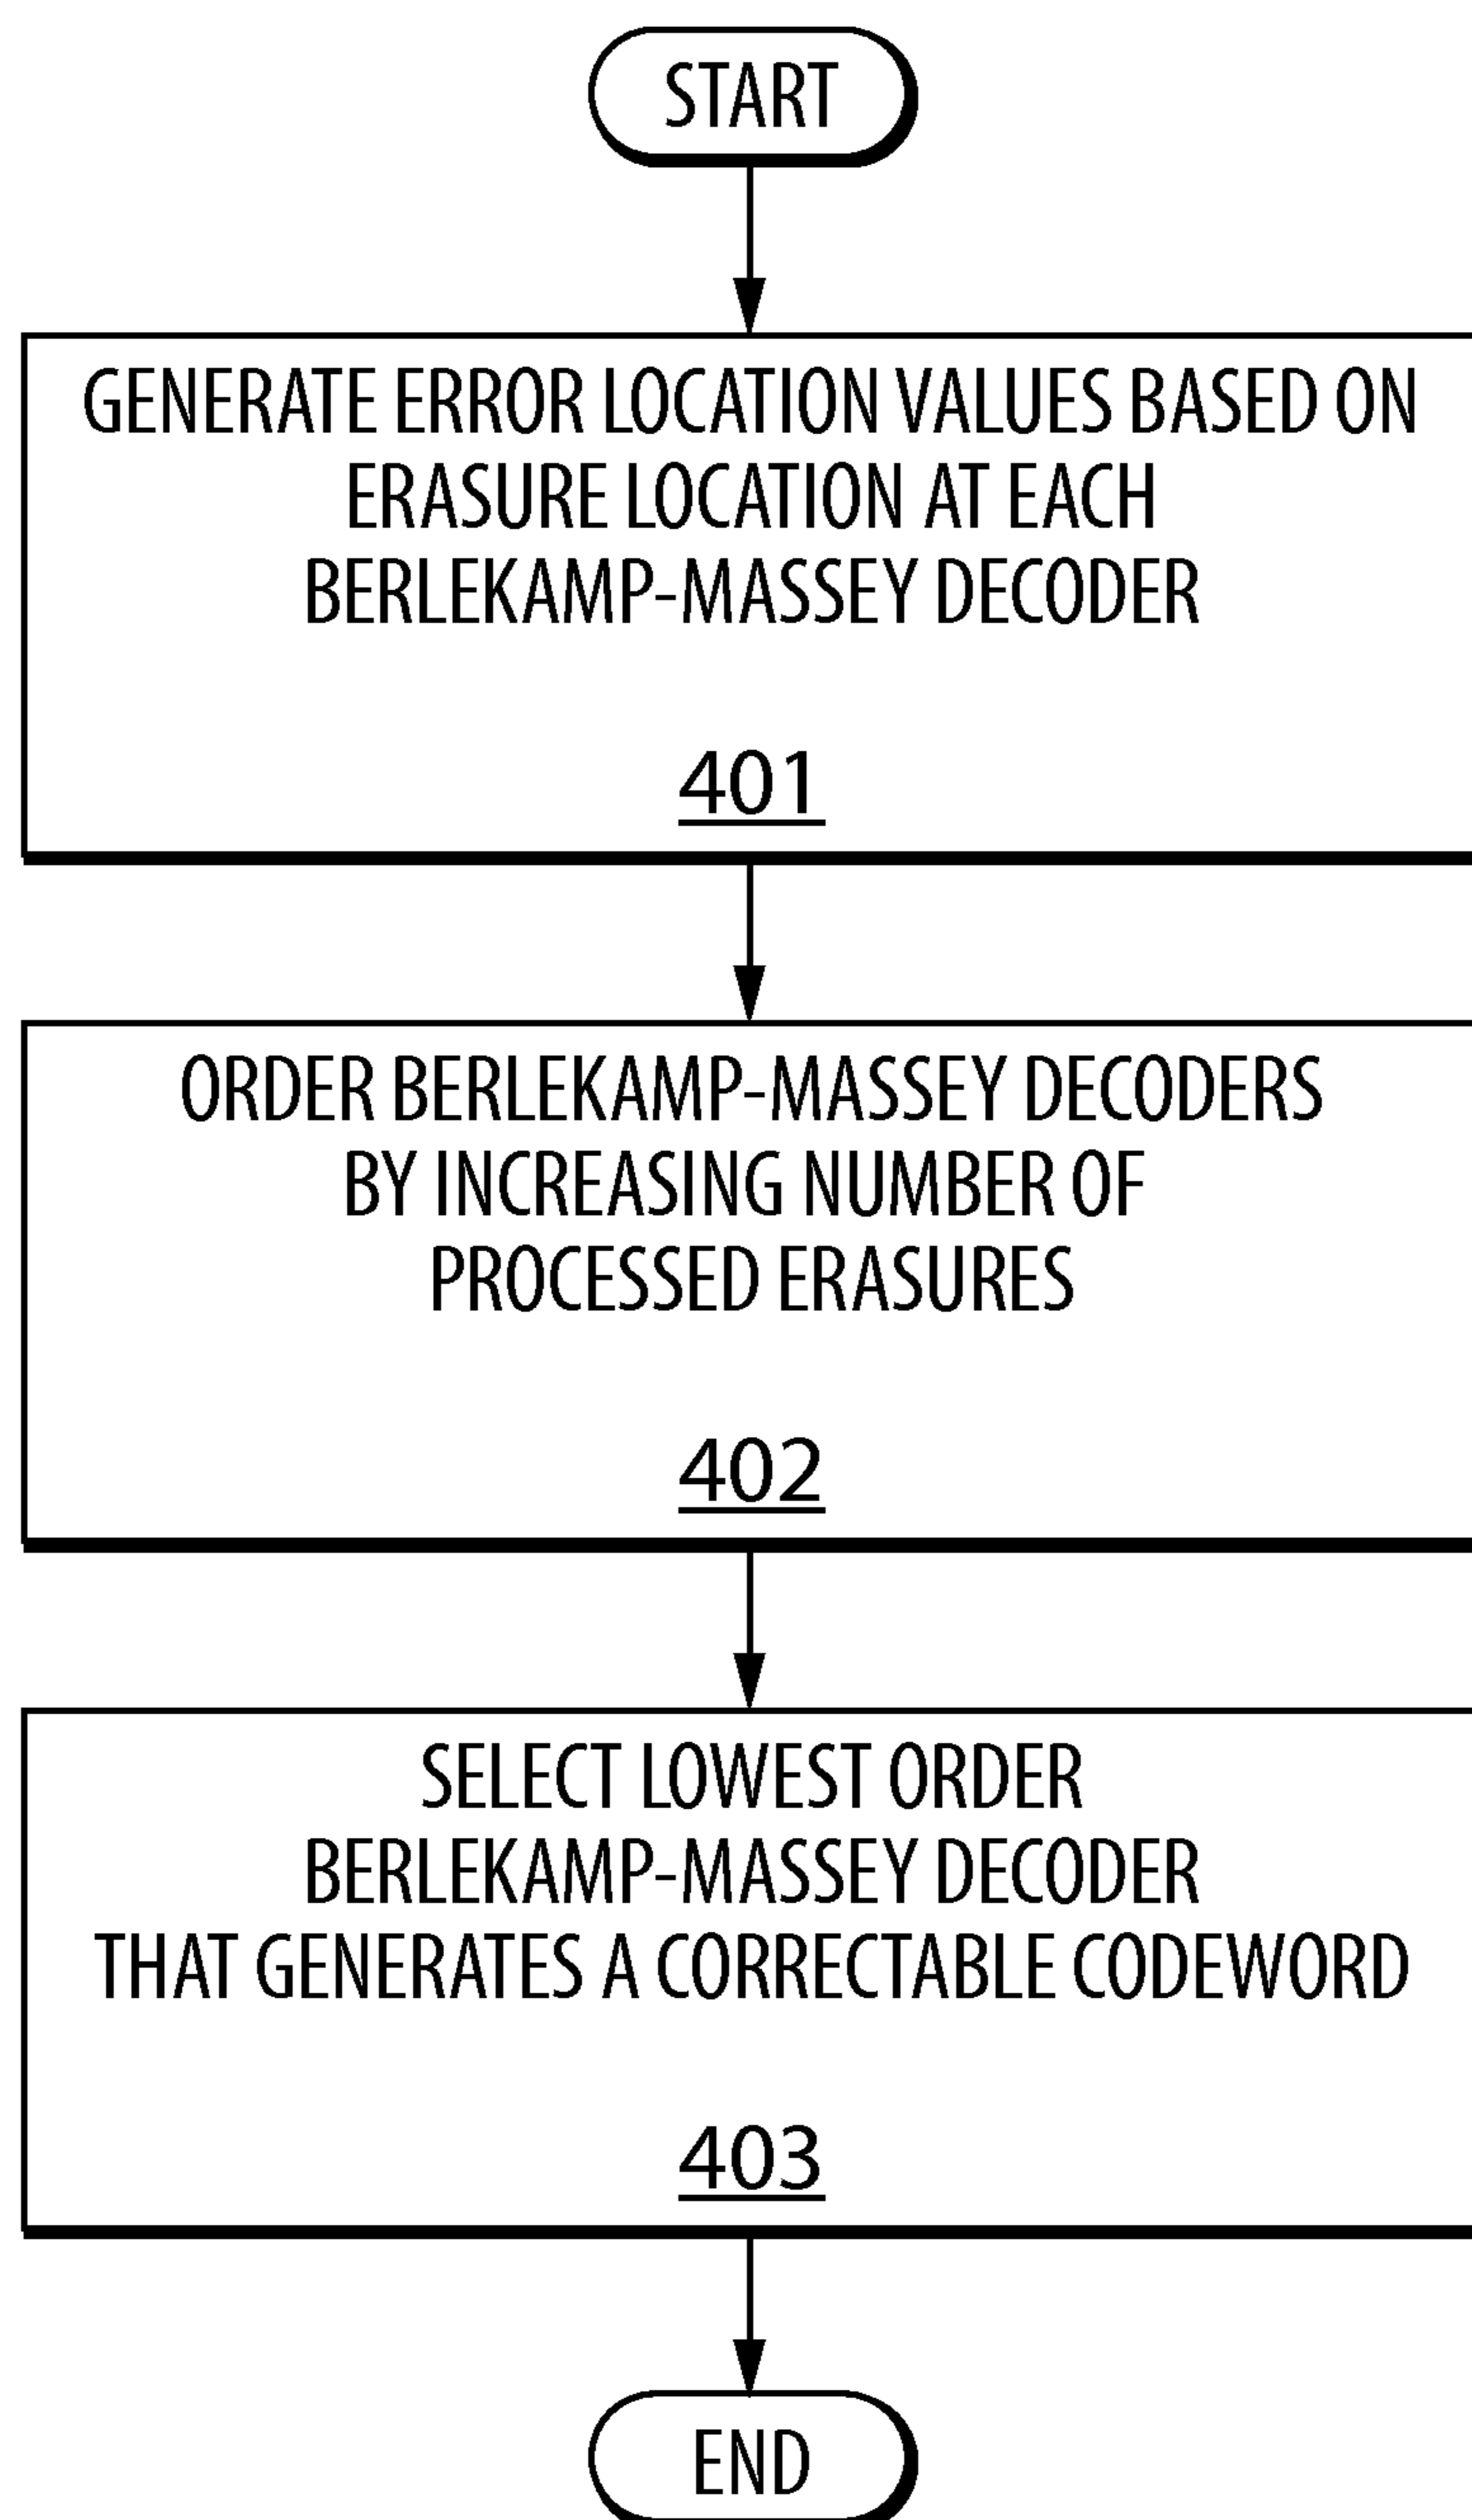 START
GENERATE ERROR LOCATION VALUES BASED ON
ERASURE LOCATION AT EACH
BERLEKAMP-MASSEY DECODER
401
ORDER BERLEKAMP-MASSEY DECODERS
BY INCREASING NUMBER OF
PROCESSED ERASURES
402
SELECT LOWEST ORDER
BERLEKAMP-MASSEY DECODER
THAT GENERATES A CORRECTABLE CODEWORD
403
END